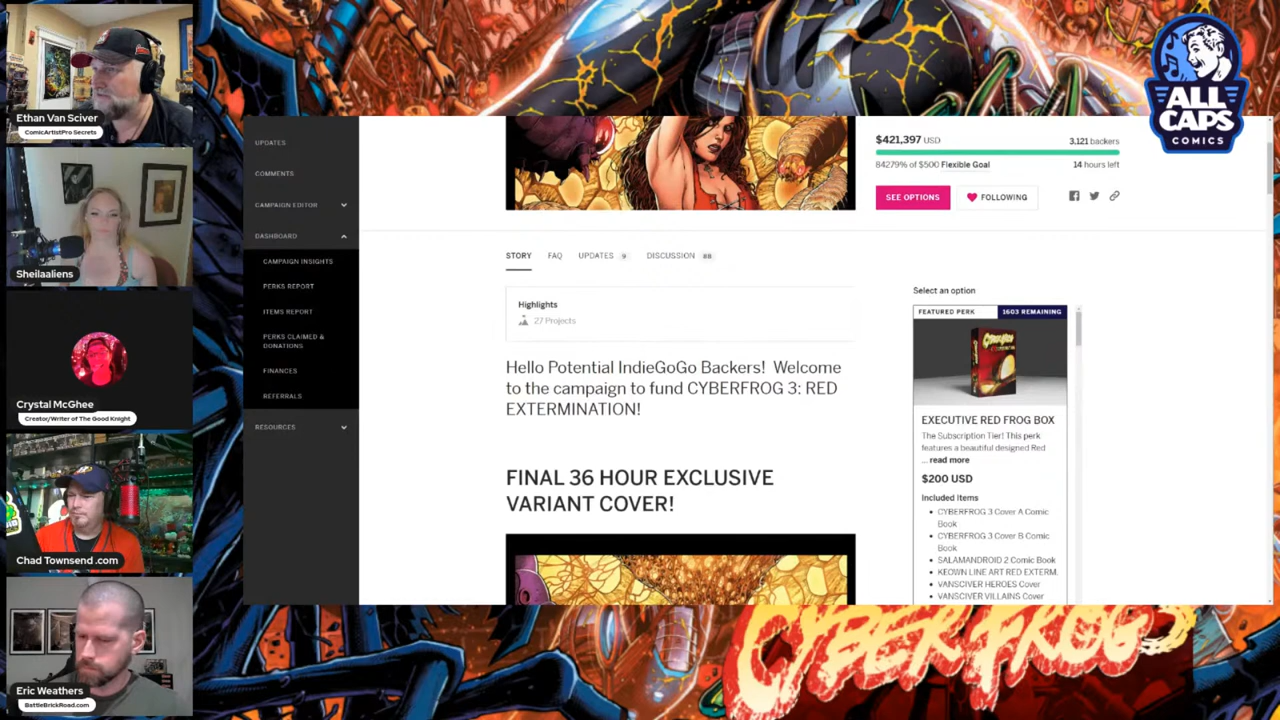 Ethan Van Sciver
ComicArtistPro Secrets
Sheilaaliens
Crystal McGhee
Creator/Writer of The Good Knight
Chad Townsend .com
Eric Weathers
BattleBrickRoad.com
UPDATES
COMMENTS
CAMPAIGN EDITOR
DASHBOARD
CAMPAIGN INSIGHTS
PERKS REPORT
ITEMS REPORT
PERKS CLAIMED &
DONATIONS
FINANCES
REFERRALS
RESOURCES
$421,397 USD
3,121 backers
84279% of $500 Flexible Goal
14 hours left
SEE OPTIONS
FOLLOWING
STORY FAQ UPDATES 9 DISCUSSION 88
Highlights
27 Projects
Hello Potential IndieGoGo Backers! Welcome
to the campaign to fund CYBERFROG 3: RED
EXTERMINATION!
FINAL 36 HOUR EXCLUSIVE
VARIANT COVER!
Select an option
FEATURED PERK
1603 REMAINING
EXECUTIVE RED FROG BOX
The Subscription Tier! This perk
features a beautiful designed Red
... read more
$200 USD
Included Items
CYBERFROG 3 Cover A Comic
Book
CYBERFROG 3 Cover B Comic
Book
SALAMANDROID 2 Comic Book
KEOWN LINE ART RED EXTERM.
VANSCIVER HEROES Cover
VANSCIVER VILLAINS Cover
ALL
CAPS
COMICS
CYBERFROG